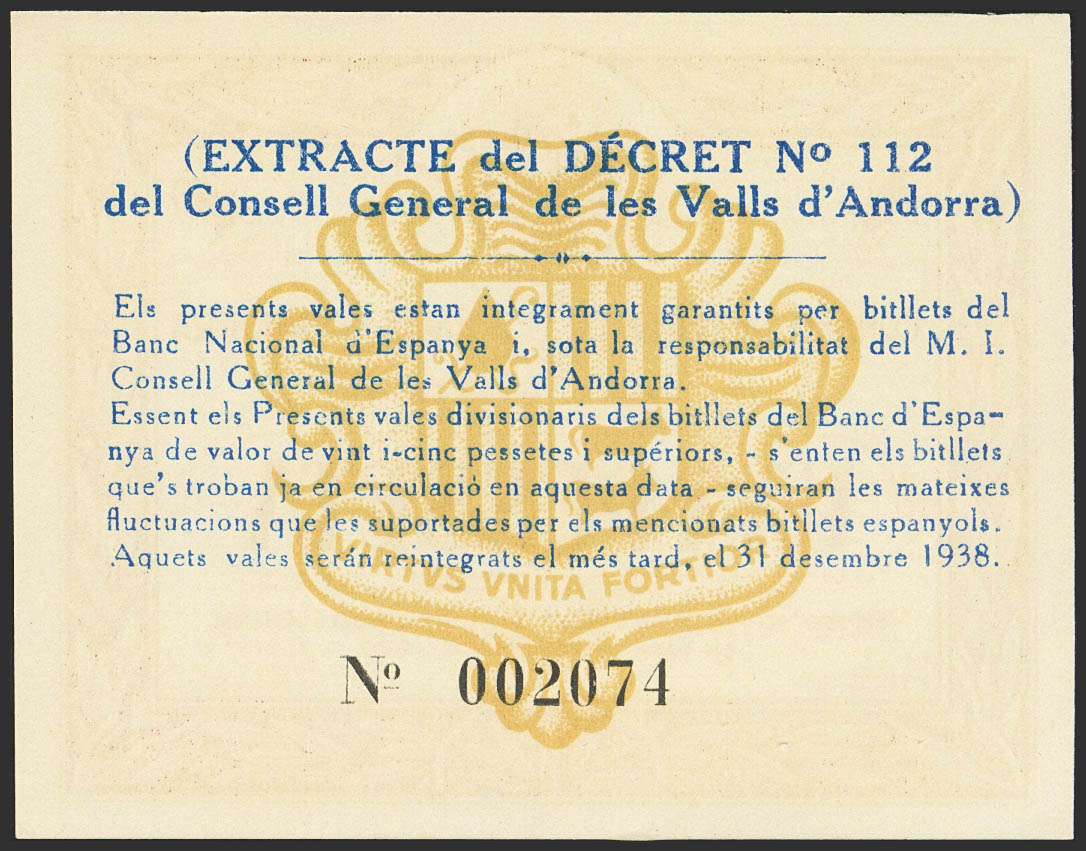 (EXTRACTE del DÉCRET Nº 112
del Consell General de les Valls d'Andorra)
Els presents vales estan integrament garantits per bitllets del
Banc Nacional d'Espanya i, sota la responsabilitat del M. I.
Consell General de les Valls d'Andorra.
Essent els Presents vales divisionaris dels bitllets del Banc d'Espa-
nya de valor de vint i-cinc pessetes i supériors, - s'enten els bitllets
que's troban ja en circulació en aquesta data - seguiran les mateixes
fluctuacions que les suportades per els mencionats bitllets espanyols.
Aquets vales serán reintegrats el més tard, el 31 desembre 1938.
VIRTVS VNITA FORTIOR
Nº 002074